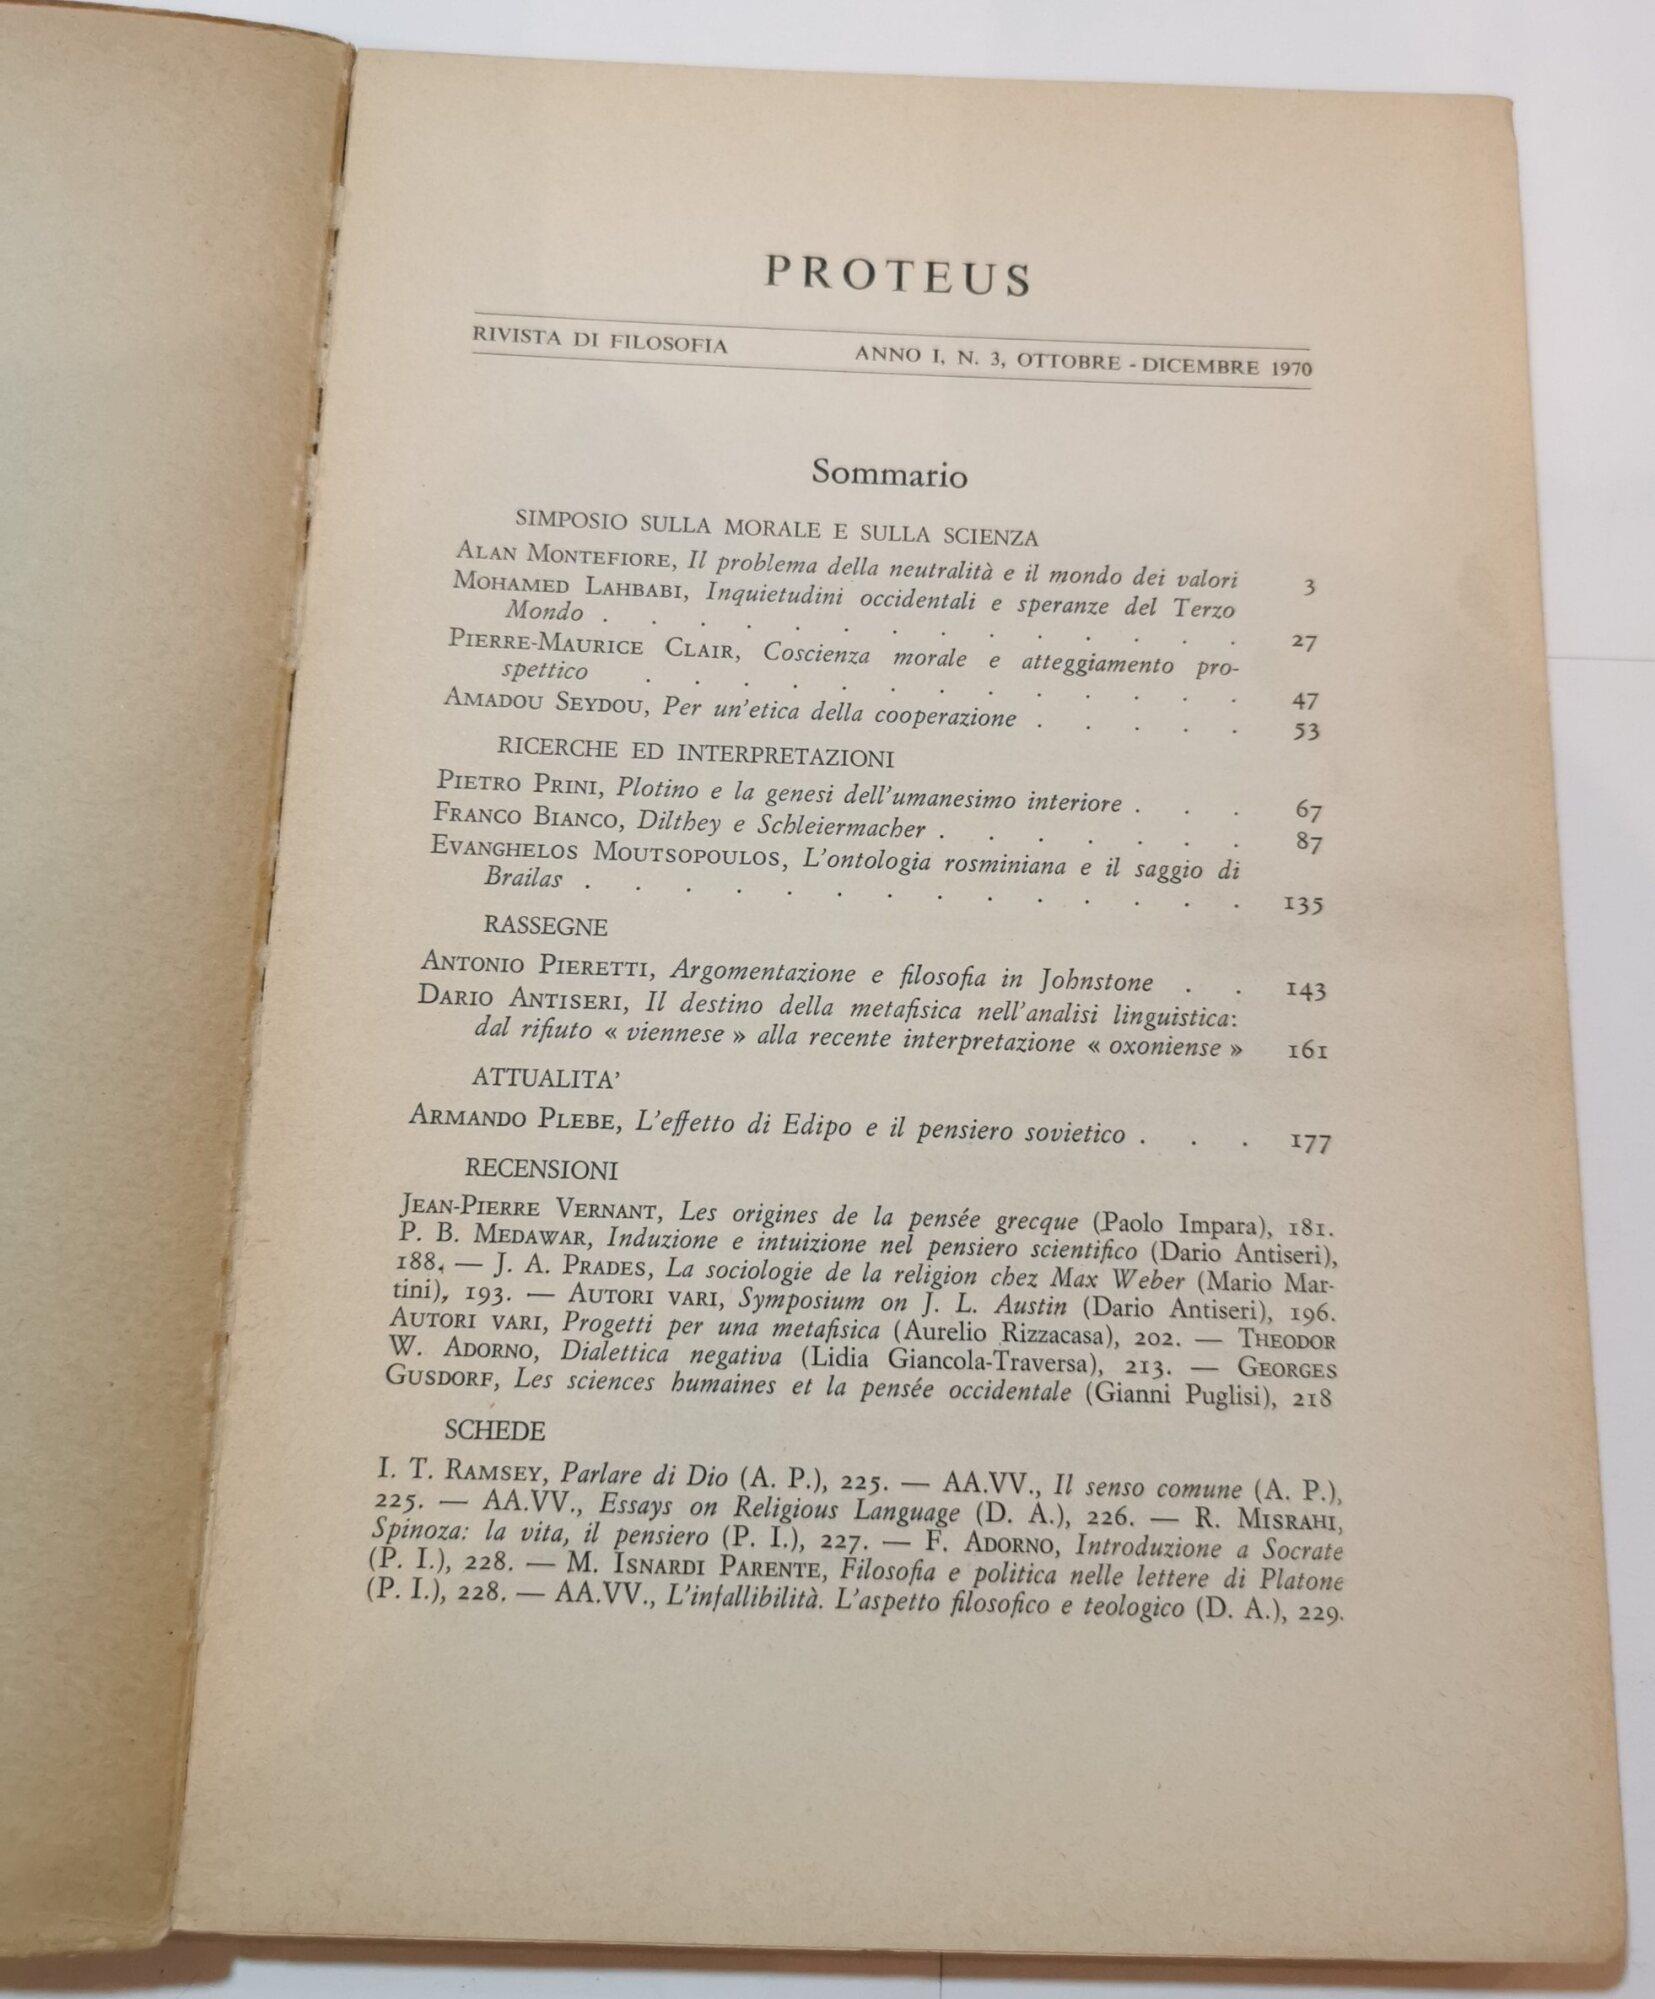 PROTEUS
RIVISTA DI FILOSOFIA ANNO I, N. 3, OTTOBRE - DICEMBRE 1970
Sommario
SIMPOSIO SULLA MORALE E SULLA SCIENZA
ALAN MONTEFIORE, Il problema della neutralità e il mondo dei valori 3
MOHAMED LAHBABI, Inquietudini occidentali e speranze del Terzo
Mondo . . . . . . . . . . . . . . 27
PIERRE-MAURICE CLAIR, Coscienza morale e atteggiamento pro-
spettico . . . . . . . . . . . . . 47
AMADOU SEYDOU, Per un'etica della cooperazione . . . . . 53
RICERCHE ED INTERPRETAZIONI
PIETRO PRINI, Plotino e la genesi dell'umanesimo interiore . . . 67
FRANCO BIANCO, Dilthey e Schleiermacher . . . . . . . 87
EVANGHELOS MOUTSOPOULOS, L'ontologia rosminiana e il saggio di
Brailas . . . . . . . . . . . . . . 135
RASSEGNE
ANTONIO PIERETTI, Argomentazione e filosofia in Johnstone . . 143
DARIO ANTISERI, Il destino della metafisica nell'analisi linguistica:
dal rifiuto « viennese » alla recente interpretazione « oxoniense » 161
ATTUALITA'
ARMANDO PLEBE, L'effetto di Edipo e il pensiero sovietico . . . 177
RECENSIONI
JEAN-PIERRE VERNANT, Les origines de la pensée grecque (Paolo Impara), 181.
P. B. MEDAWAR, Induzione e intuizione nel pensiero scientifico (Dario Antiseri),
188. — J. A. PRADES, La sociologie de la religion chez Max Weber (Mario Mar-
tini), 193. — AUTORI VARI, Symposium on J. L. Austin (Dario Antiseri), 196.
AUTORI VARI, Progetti per una metafisica (Aurelio Rizzacasa), 202. — THEODOR
W. ADORNO, Dialettica negativa (Lidia Giancola-Traversa), 213. — GEORGES
GUSDORF, Les sciences humaines et la pensée occidentale (Gianni Puglisi), 218
SCHEDE
I. T. RAMSEY, Parlare di Dio (A. P.), 225. — AA.VV., Il senso comune (A. P.),
225. — AA.VV., Essays on Religious Language (D. A.), 226. — R. MISRAHI,
Spinoza: la vita, il pensiero (P. I.), 227. — F. ADORNO, Introduzione a Socrate
(P. I.), 228. — M. ISNARDI PARENTE, Filosofia e politica nelle lettere di Platone
(P. I.), 228. — AA.VV., L'infallibilità. L'aspetto filosofico e teologico (D. A.), 229.